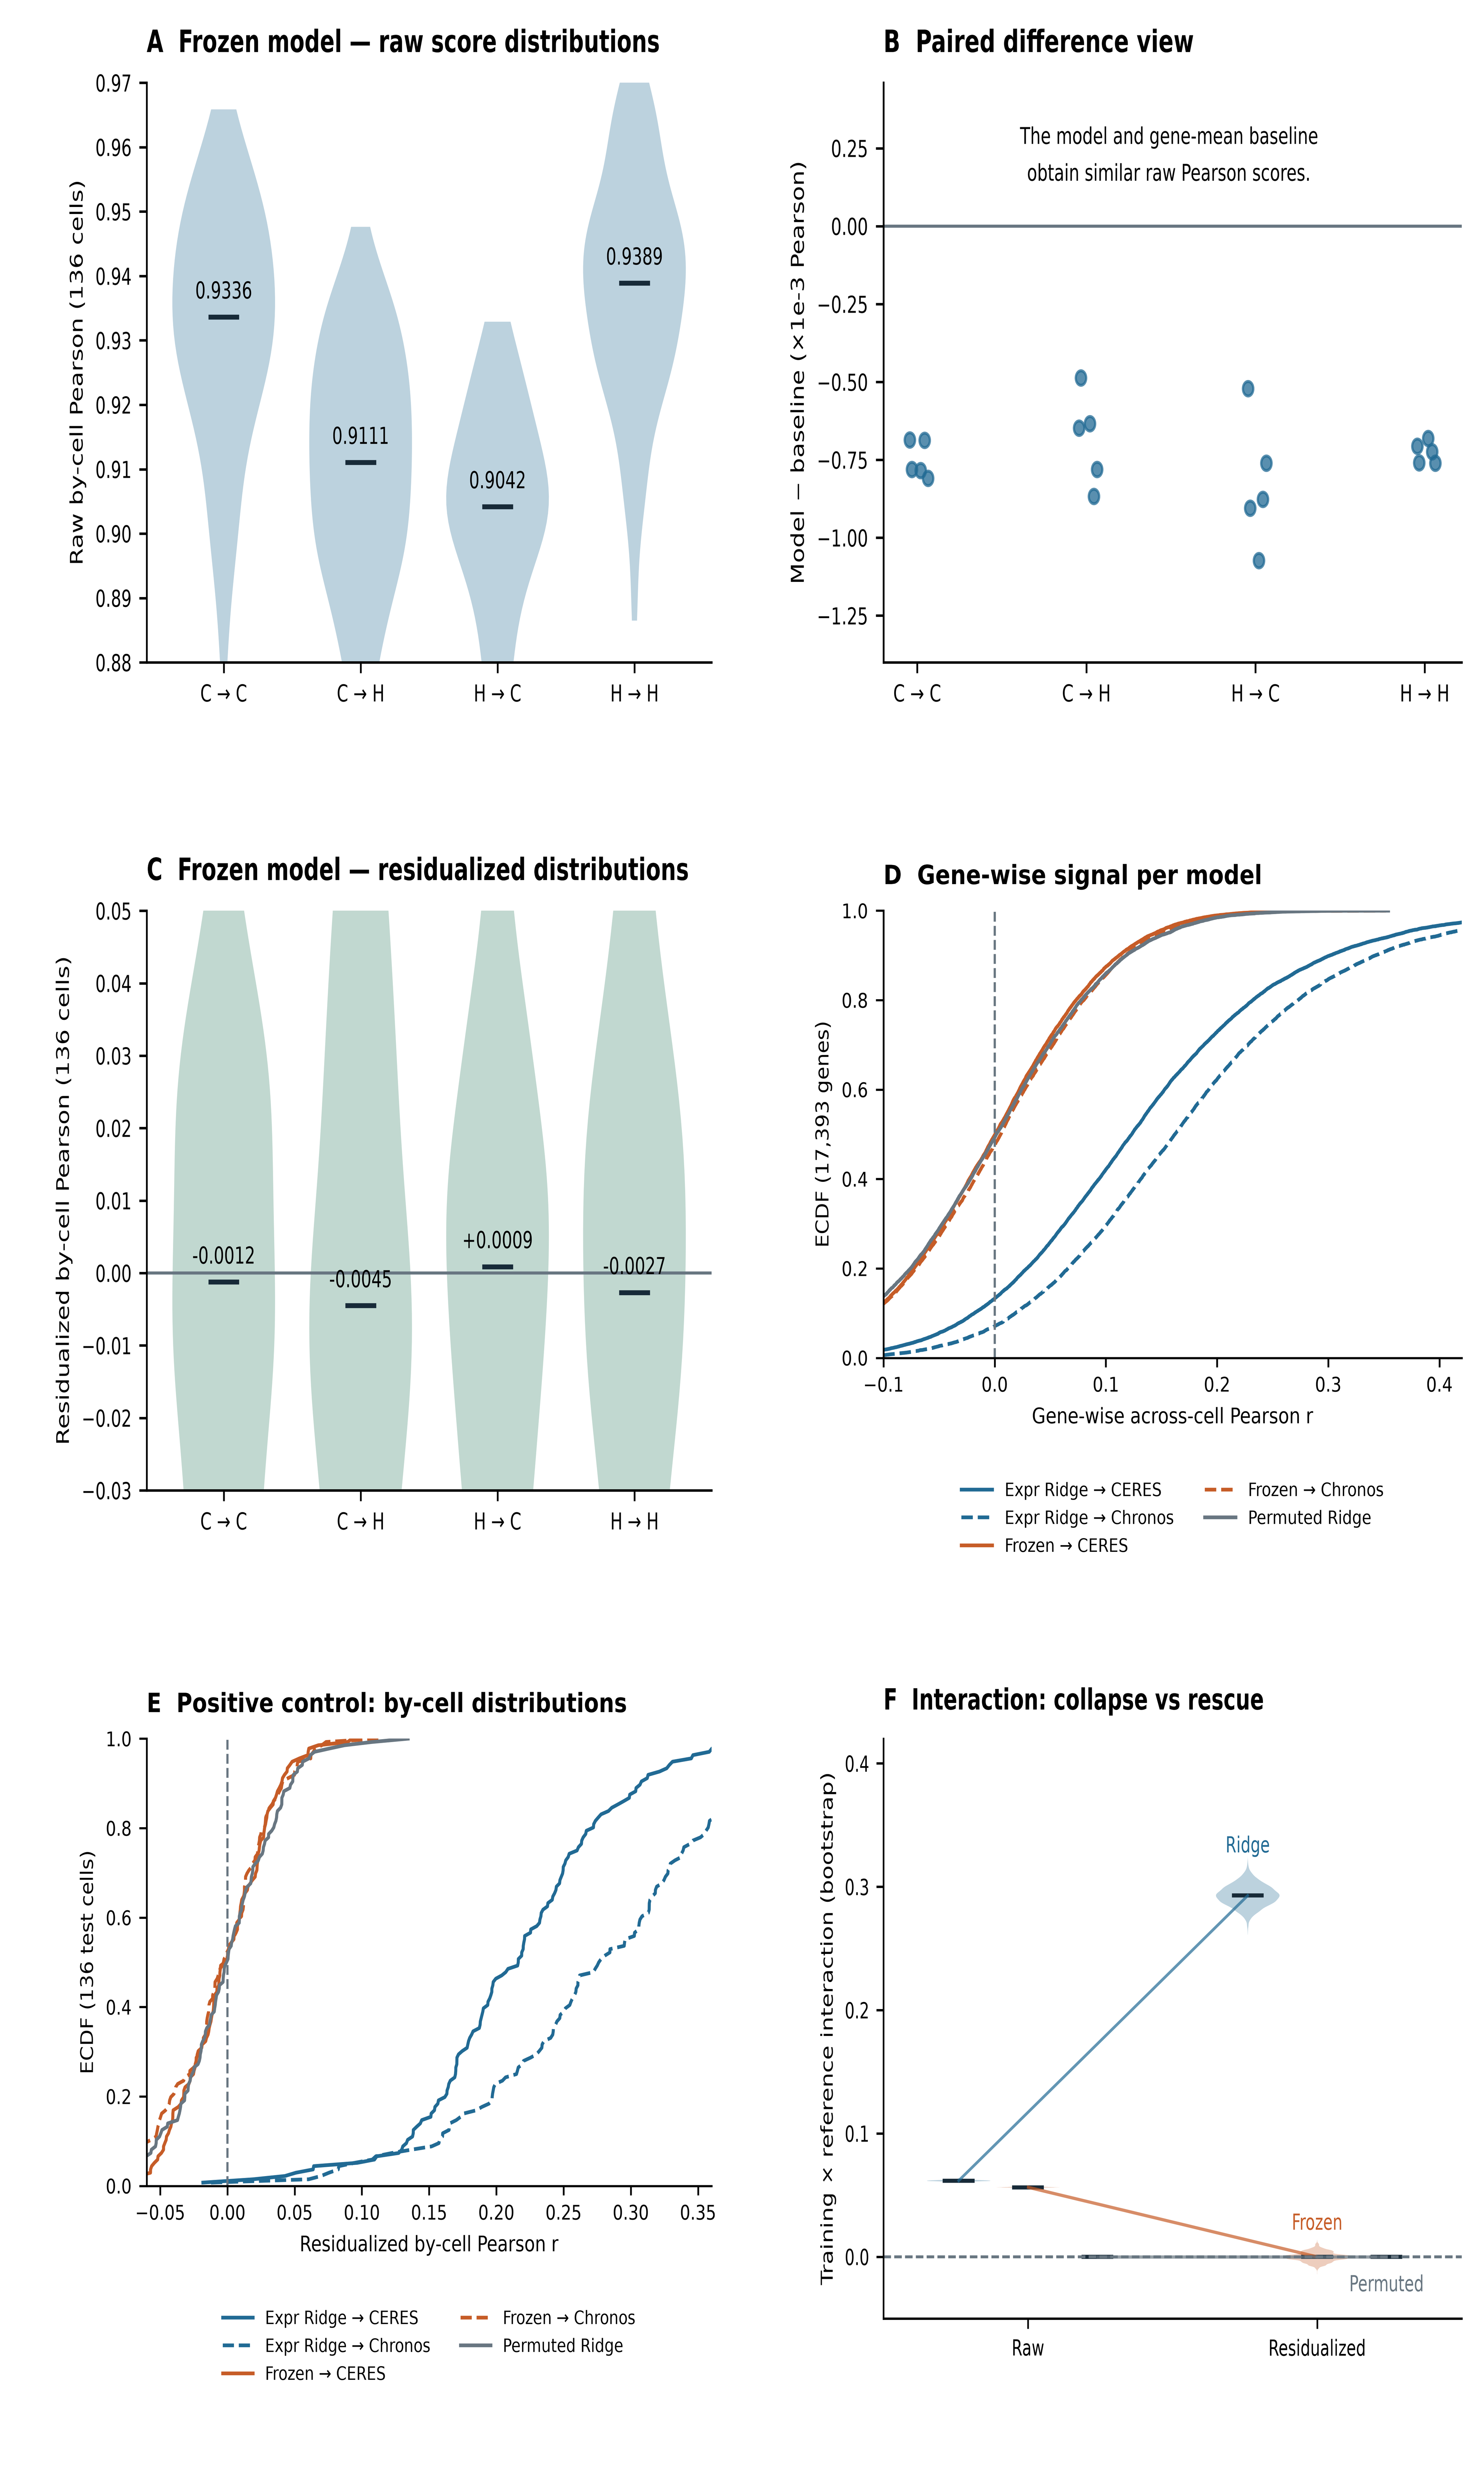 A Frozen model — raw score distributions
Raw by-cell Pearson (136 cells)
0.97
0.96
0.95
0.94
0.93
0.92
0.91
0.90
0.89
0.88
0.9336
0.9111
0.9042
0.9389
C → C
C → H
H → C
H → H
B Paired difference view
Model — baseline (×1e-3 Pearson)
The model and gene-mean baseline
obtain similar raw Pearson scores.
0.25
0.00
−0.25
−0.50
−0.75
−1.00
−1.25
C → C
C → H
H → C
H → H
C Frozen model — residualized distributions
Residualized by-cell Pearson (136 cells)
0.05
0.04
0.03
0.02
0.01
0.00
−0.01
−0.02
−0.03
-0.0012
-0.0045
+0.0009
-0.0027
C → C
C → H
H → C
H → H
D Gene-wise signal per model
ECDF (17,393 genes)
1.0
0.8
0.6
0.4
0.2
0.0
−0.1
0.0
0.1
0.2
0.3
0.4
Gene-wise across-cell Pearson r
Expr Ridge → CERES
Expr Ridge → Chronos
Frozen → CERES
Frozen → Chronos
Permuted Ridge
E Positive control: by-cell distributions
ECDF (136 test cells)
1.0
0.8
0.6
0.4
0.2
0.0
−0.05
0.00
0.05
0.10
0.15
0.20
0.25
0.30
0.35
Residualized by-cell Pearson r
Expr Ridge → CERES
Expr Ridge → Chronos
Frozen → CERES
Frozen → Chronos
Permuted Ridge
F Interaction: collapse vs rescue
Training × reference interaction (bootstrap)
0.4
0.3
0.2
0.1
0.0
Ridge
Frozen
Permuted
Raw
Residualized